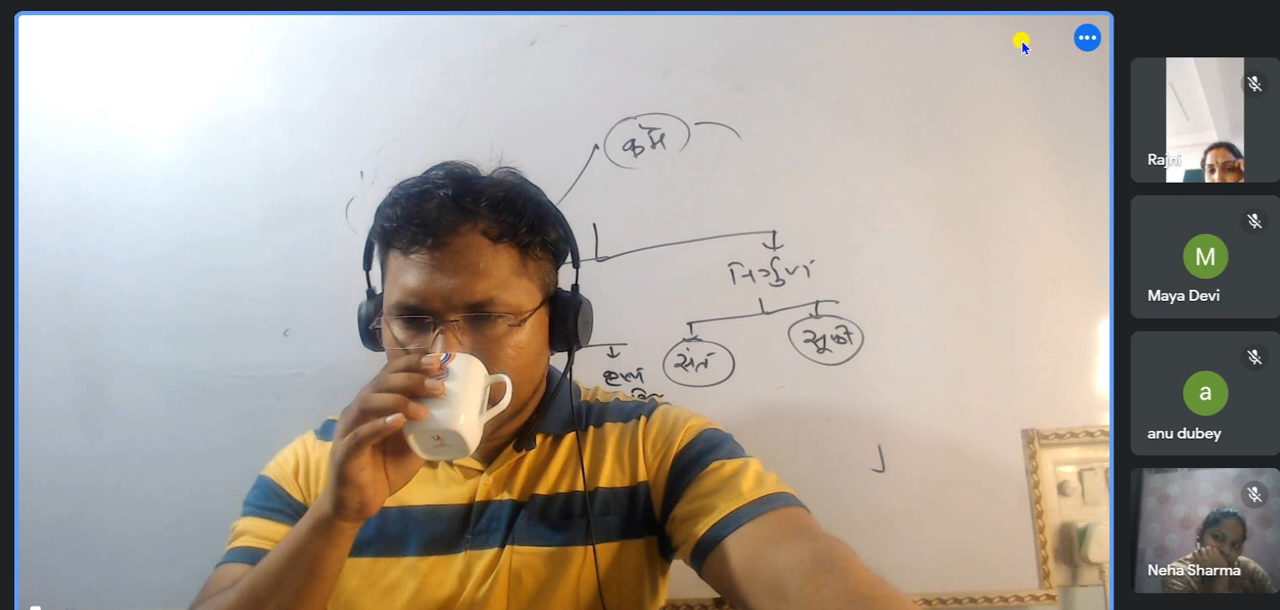 कर्म
Rajni
निर्गुण
Maya Devi
संत
सूफी
कृष्ण
anu dubey
Neha Sharma